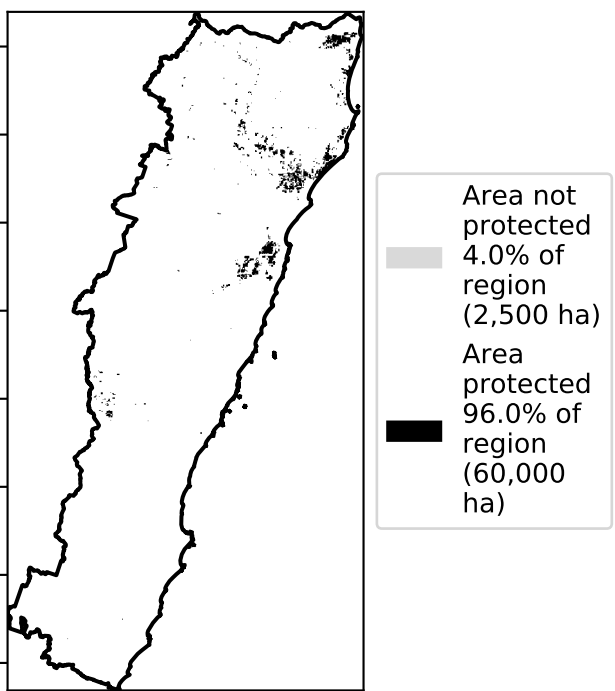 Area not
protected
4.0% of
region
(2,500 ha)
Area
protected
96.0% of
region
(60,000
ha)